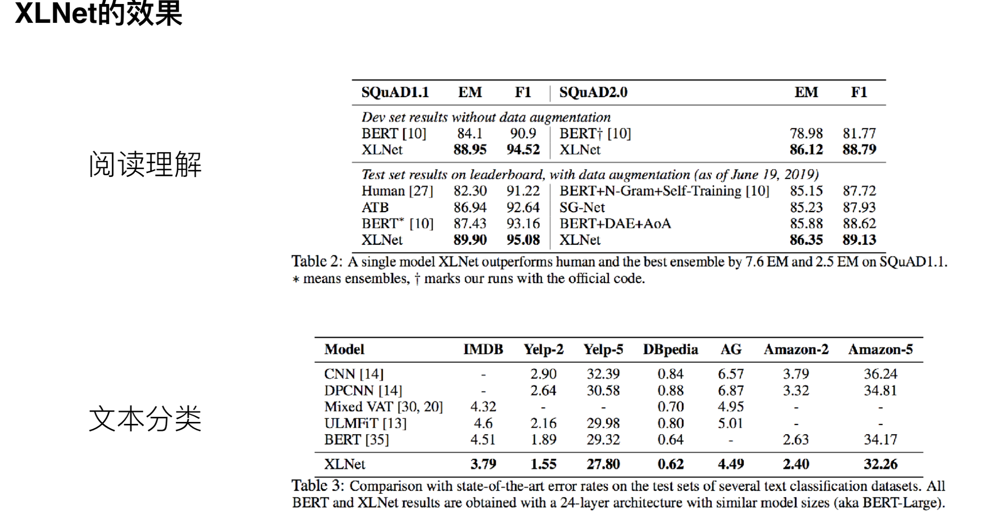 XLNet的效果
SQuAD1.1 EM F1 SQuAD2.0 EM F1
Dev set results without data augmentation
BERT [10] 84.1 90.9 BERT† [10] 78.98 81.77
XLNet 88.95 94.52 XLNet 86.12 88.79
阅读理解
Test set results on leaderboard, with data augmentation (as of June 19, 2019)
Human [27] 82.30 91.22 BERT+N-Gram+Self-Training [10] 85.15 87.72
ATB 86.94 92.64 SG-Net 85.23 87.93
BERT* [10] 87.43 93.16 BERT+DAE+AoA 85.88 88.62
XLNet 89.90 95.08 XLNet 86.35 89.13
Table 2: A single model XLNet outperforms human and the best ensemble by 7.6 EM and 2.5 EM on SQuAD1.1.
* means ensembles, † marks our runs with the official code.
Model IMDB Yelp-2 Yelp-5 DBpedia AG Amazon-2 Amazon-5
CNN [14] - 2.90 32.39 0.84 6.57 3.79 36.24
DPCNN [14] - 2.64 30.58 0.88 6.87 3.32 34.81
Mixed VAT [30, 20] 4.32 - - 0.70 4.95 - -
文本分类
ULMFiT [13] 4.6 2.16 29.98 0.80 5.01 - -
BERT [35] 4.51 1.89 29.32 0.64 - 2.63 34.17
XLNet 3.79 1.55 27.80 0.62 4.49 2.40 32.26
Table 3: Comparison with state-of-the-art error rates on the test sets of several text classification datasets. All
BERT and XLNet results are obtained with a 24-layer architecture with similar model sizes (aka BERT-Large).